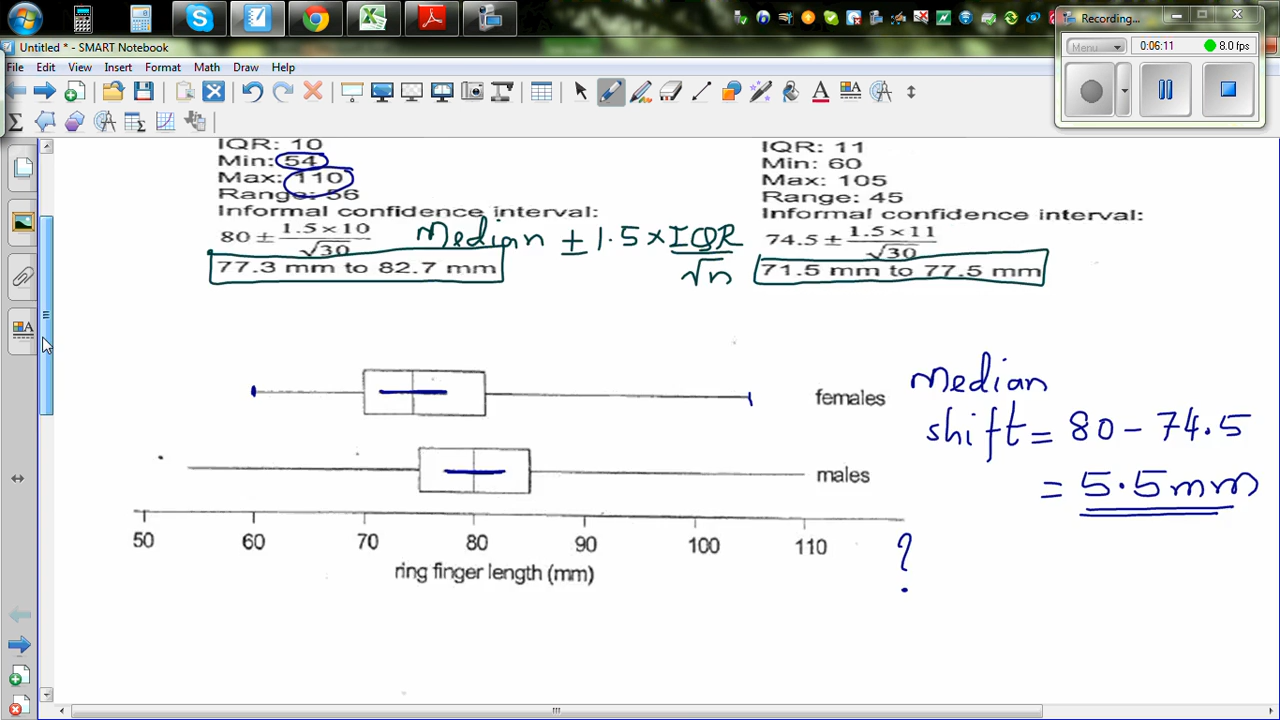 Recording...
Untitled * - SMART Notebook
Menu
0:06:11
8.0 fps
File Edit View Insert Format Math Draw Help
IQR: 10
Min: 54
Max: 110
Range: 56
Informal confidence interval:
80 ± 1.5 × 10 / √30
77.3 mm to 82.7 mm
Median ± 1.5 × IQR / √n
IQR: 11
Min: 60
Max: 105
Range: 45
Informal confidence interval:
74.5 ± 1.5 × 11 / √30
71.5 mm to 77.5 mm
females
males
50 60 70 80 90 100 110
ring finger length (mm)
Median
shift = 80 - 74.5
= 5.5 mm
?